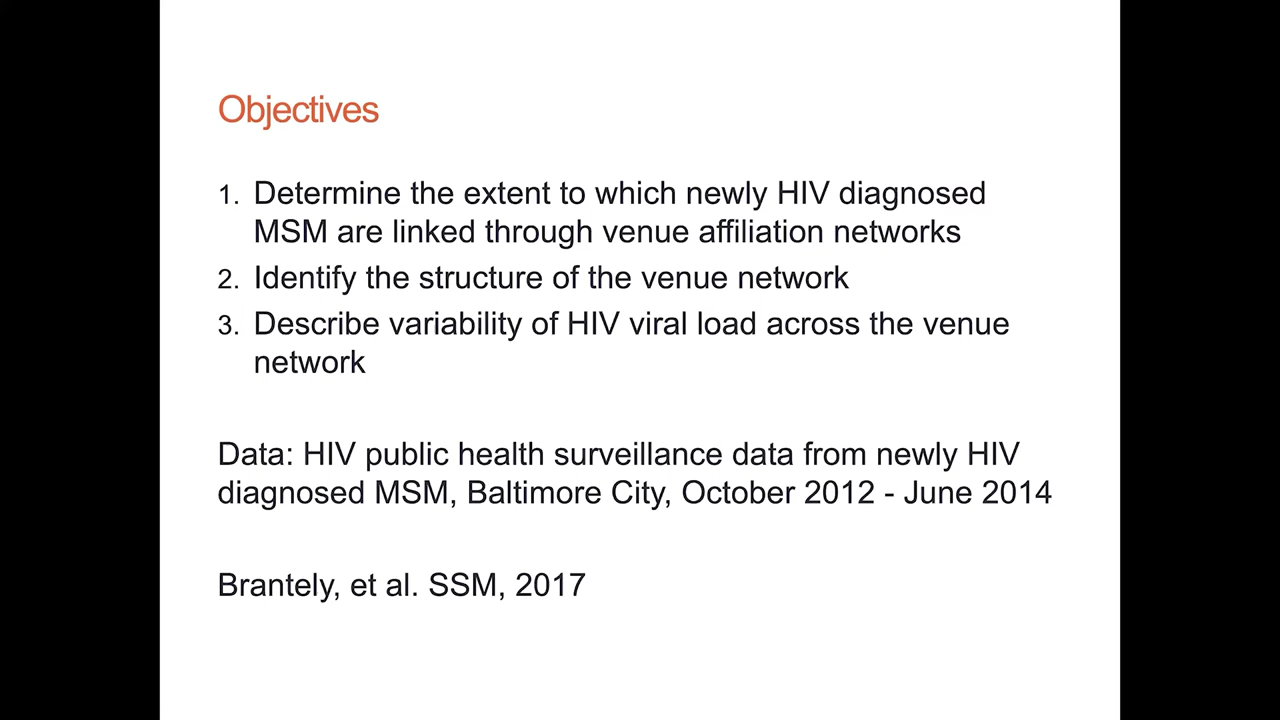 Objectives
1. Determine the extent to which newly HIV diagnosed
MSM are linked through venue affiliation networks
2. Identify the structure of the venue network
3. Describe variability of HIV viral load across the venue
network
Data: HIV public health surveillance data from newly HIV
diagnosed MSM, Baltimore City, October 2012 - June 2014
Brantely, et al. SSM, 2017